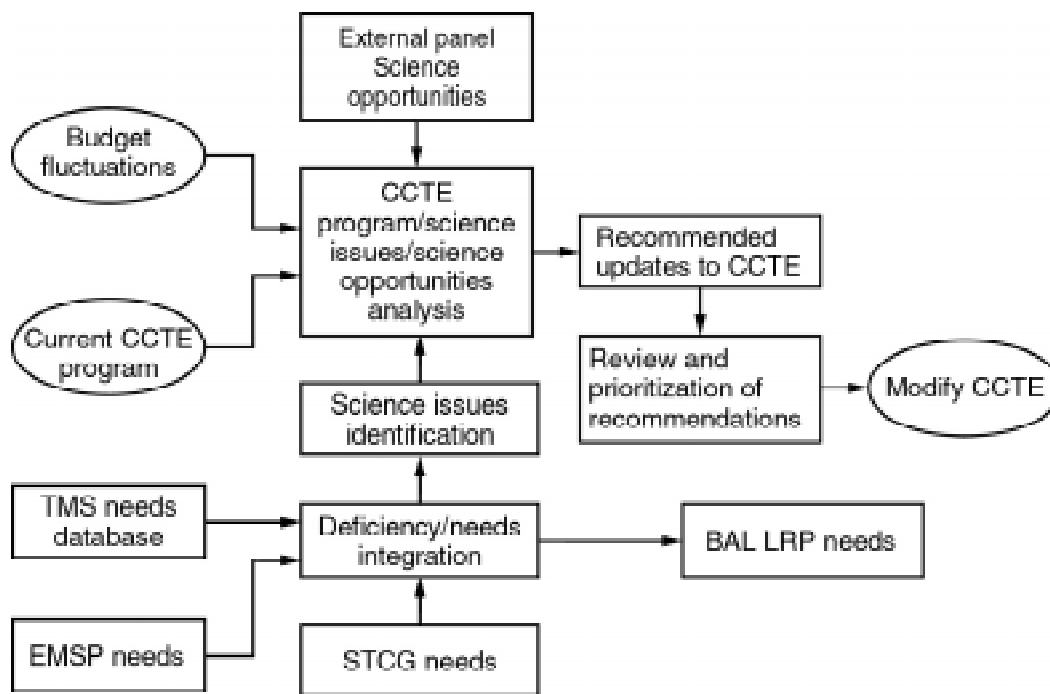 External panel
Science
opportunities
Budget
fluctuations
CCTE
program/science
issues/science
opportunities
analysis
Recommended
updates to CCTE
Current CCTE
program
Review and
prioritization of
recommendations
Modify CCTE
Science issues
identification
TMS needs
database
Deficiency/needs
integration
BAL LRP needs
EMSP needs
STCG needs